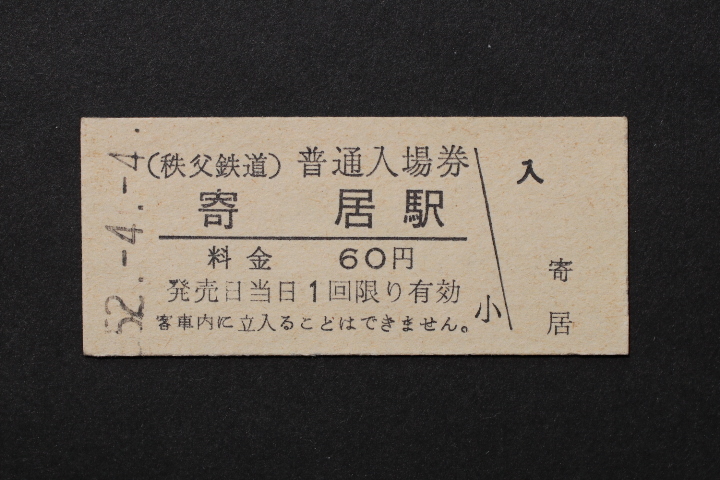 52.-4.-4.
(秩父鉄道) 普通入場券
寄居駅
料金 60円
発売日当日1回限り有効
客車内に立入ることはできません。
小
入
寄居